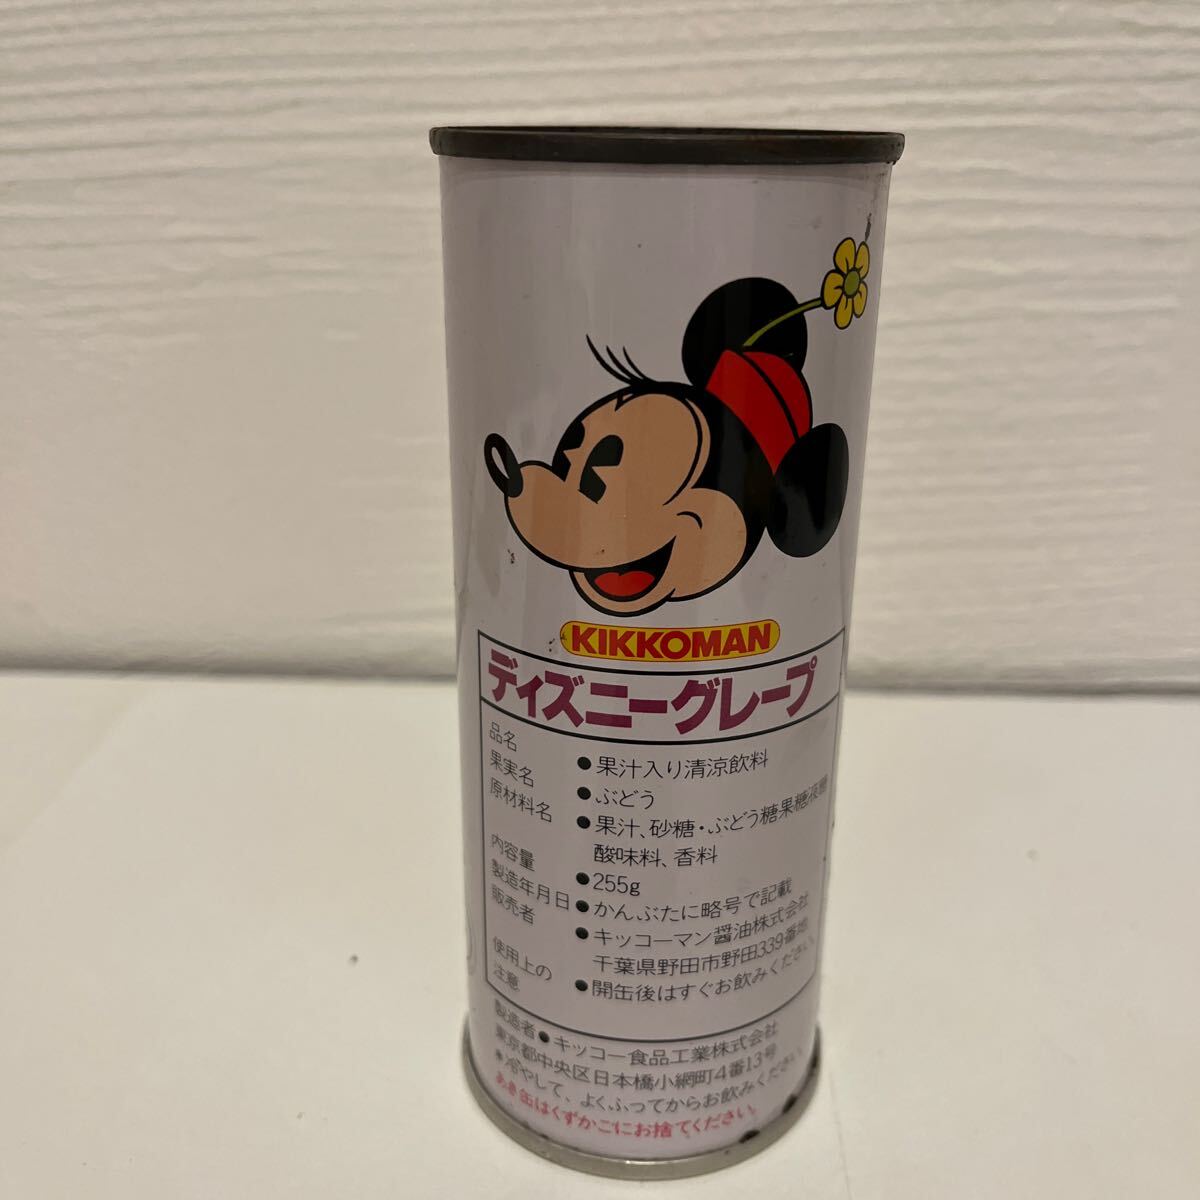 KIKKOMAN
ディズニーグレープ
品名 ●果汁入り清涼飲料
果実名 ●ぶどう
原材料名 ●果汁、砂糖・ぶどう糖果糖液糖
酸味料、香料
内容量 ●255g
製造年月日 ●かんぶたに略号で記載
販売者 ●キッコーマン醤油株式会社
千葉県野田市野田339番地
使用上の
注意 ●開缶後はすぐお飲みください
製造者●キッコー食品工業株式会社
東京都中央区日本橋小網町4番13号
●冷やして、よくふってからお飲みください。
あき缶はくずかごにお捨てください。